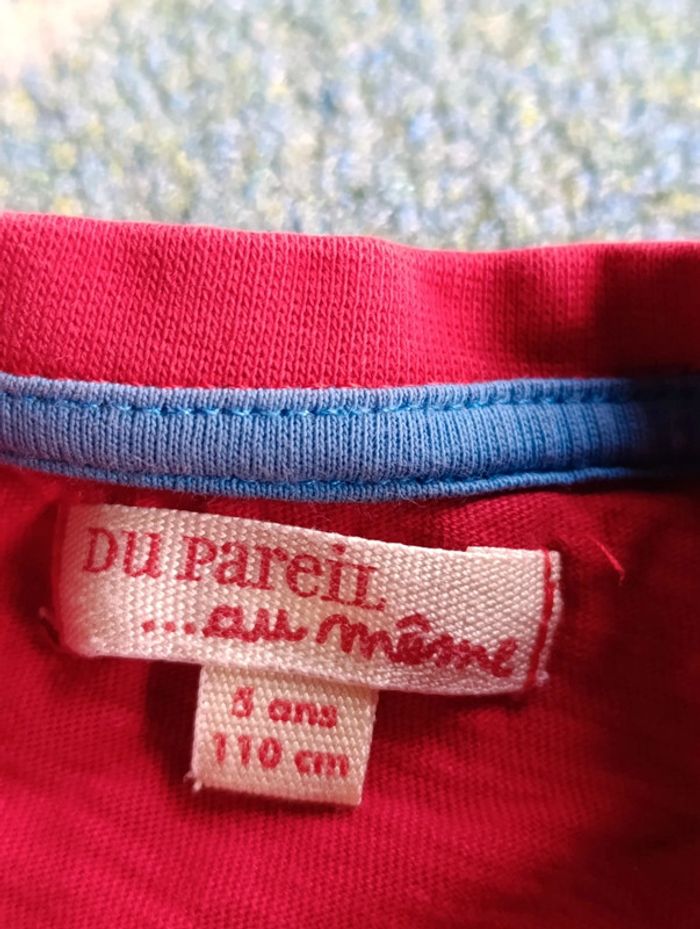 DU PareiL
...au même
5 ans
110 cm